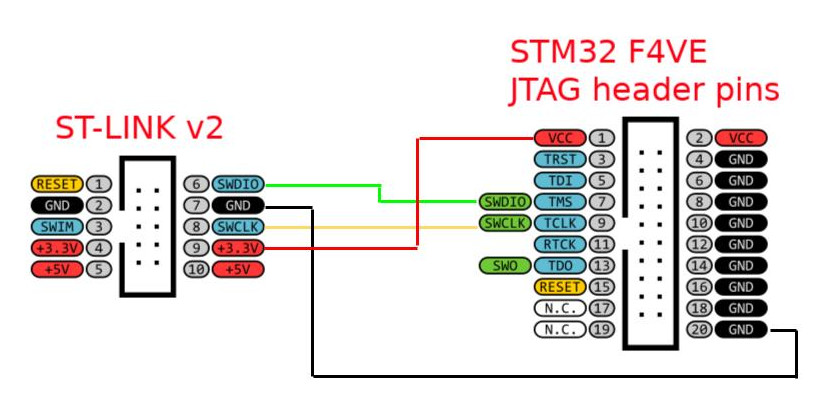 STM32 F4VE
JTAG header pins
ST-LINK v2
RESET 1 6 SWDIO
GND 2 7 GND
SWIM 3 8 SWCLK
+3.3V 4 9 +3.3V
+5V 5 10 +5V
VCC 1 2 VCC
TRST 3 4 GND
TDI 5 6 GND
SWDIO TMS 7 8 GND
SWCLK TCLK 9 10 GND
RTCK 11 12 GND
SWO TDO 13 14 GND
RESET 15 16 GND
N.C. 17 18 GND
N.C. 19 20 GND